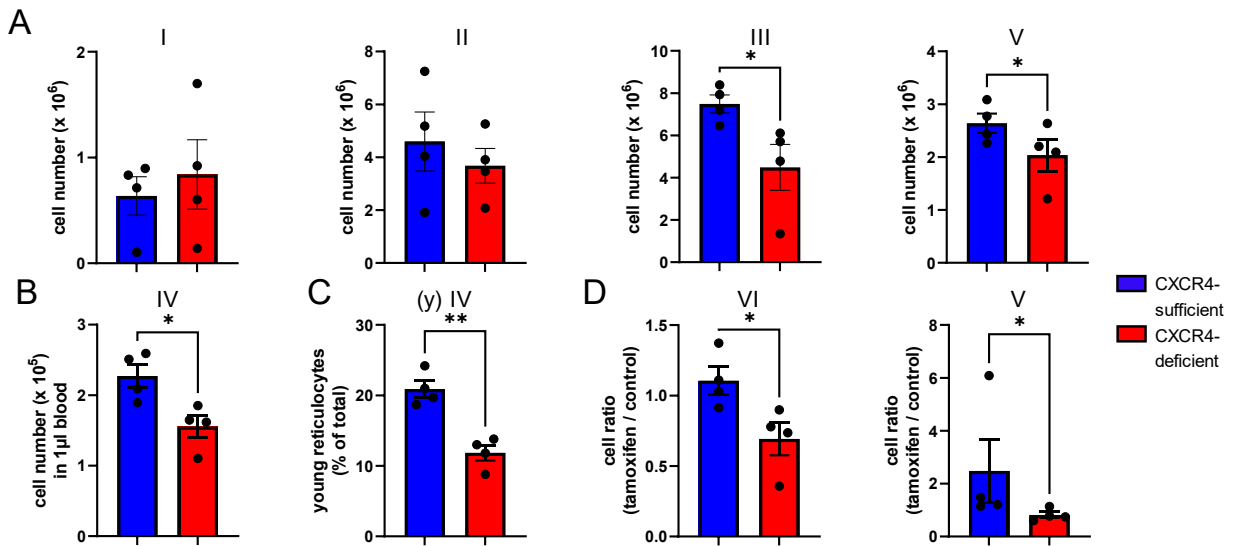 A
I
cell number (x 10⁶)
2
1
0
II
cell number (x 10⁶)
8
6
4
2
0
III
*
cell number (x 10⁶)
10
8
6
4
2
0
V
*
cell number (x 10⁶)
4
3
2
1
0
B
IV
*
cell number (x 10⁵)
in 1µl blood
3
2
1
0
C
(y) IV
**
young reticulocytes
(% of total)
30
20
10
0
D
VI
*
cell ratio
(tamoxifen / control)
1.5
1.0
0.5
0.0
V
*
cell ratio
(tamoxifen / control)
8
6
4
2
0
CXCR4-
sufficient
CXCR4-
deficient